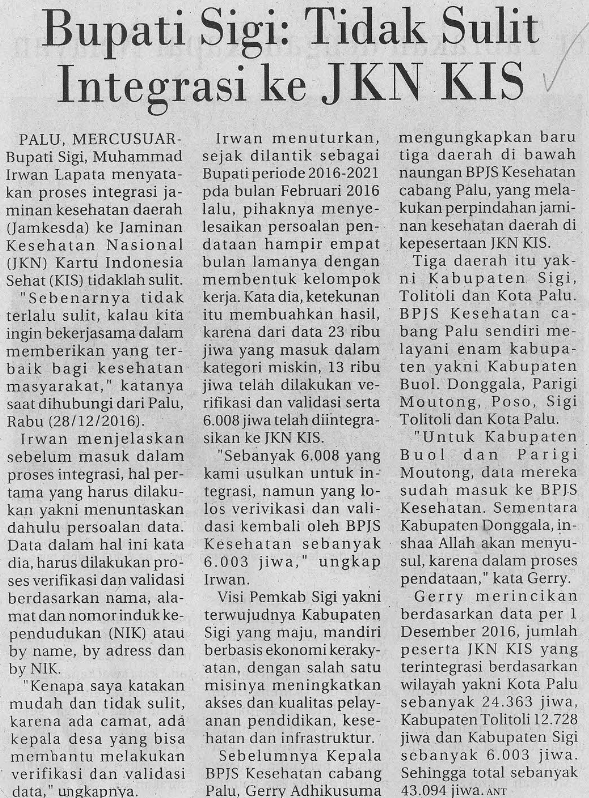 Bupati Sigi: Tidak Sulit
Integrasi ke JKN KIS
PALU, MERCUSUAR-
Bupati Sigi, Muhammad
Irwan Lapata menyata-
kan proses integrasi ja-
minan kesehatan daerah
(Jamkesda) ke Jaminan
Kesehatan Nasional
(JKN) Kartu Indonesia
Sehat (KIS) tidaklah sulit.
"Sebenarnya tidak
terlalu sulit, kalau kita
ingin bekerjasama dalam
memberikan yang ter-
baik bagi kesehatan
masyarakat," katanya
saat dihubungi dari Palu,
Rabu (28/12/2016).
Irwan menjelaskan
sebelum masuk dalam
proses integrasi, hal per-
tama yang harus dilaku-
kan yakni menuntaskan
dahulu persoalan data.
Data dalam hal ini kata
dia, harus dilakukan pro-
ses verifikasi dan validasi
berdasarkan nama, ala-
mat dan nomor induk ke-
pendudukan (NIK) atau
by name, by adress dan
by NIK.
"Kenapa saya katakan
mudah dan tidak sulit,
karena ada camat, ada
kepala desa yang bisa
membantu melakukan
verifikasi dan validasi
data," ungkapnya.
Irwan menuturkan,
sejak dilantik sebagai
Bupati periode 2016-2021
pda bulan Februari 2016
lalu, pihaknya menye-
lesaikan persoalan pen-
dataan hampir empat
bulan lamanya dengan
membentuk kelompok
kerja. Kata dia, ketekunan
itu membuahkan hasil,
karena dari data 23 ribu
jiwa yang masuk dalam
kategori miskin, 13 ribu
jiwa telah dilakukan ve-
rifikasi dan validasi serta
6.008 jiwa telah diintegra-
sikan ke JKN KIS.
"Sebanyak 6.008 yang
kami usulkan untuk in-
tegrasi, namun yang lo-
los verivikasi dan vali-
dasi kembali oleh BPJS
Kesehatan sebanyak
6.003 jiwa," ungkap
Irwan.
Visi Pemkab Sigi yakni
terwujudnya Kabupaten
Sigi yang maju, mandiri
berbasis ekonomi keraky-
atan, dengan salah satu
misinya meningkatkan
akses dan kualitas pelay-
anan pendidikan, kese-
hatan dan infrastruktur.
Sebelumnya Kepala
BPJS Kesehatan cabang
Palu, Gerry Adhikusuma
mengungkapkan baru
tiga daerah di bawah
naungan BPJS Kesehatan
cabang Palu, yang mela-
kukan perpindahan jami-
nan kesehatan daerah di
kepesertaan JKN KIS.
Tiga daerah itu yak-
ni Kabupaten Sigi,
Tolitoli dan Kota Palu.
BPJS Kesehatan ca-
bang Palu sendiri me-
layani enam kabupa-
ten yakni Kabupaten
Buol. Donggala, Parigi
Moutong, Poso, Sigi
Tolitoli dan Kota Palu.
"Untuk Kabupaten
Buol dan Parigi
Moutong, data mereka
sudah masuk ke BPJS
Kesehatan. Sementara
Kabupaten Donggala, in-
shaa Allah akan menyu-
sul, karena dalam proses
pendataan," kata Gerry.
Gerry merincikan
berdasarkan data per 1
Desember 2016, jumlah
peserta JKN KIS yang
terintegrasi berdasarkan
wilayah yakni Kota Palu
sebanyak 24.363 jiwa,
Kabupaten Tolitoli 12.728
jiwa dan Kabupaten Sigi
sebanyak 6.003 jiwa.
Sehingga total sebanyak
43.094 jiwa. ANT